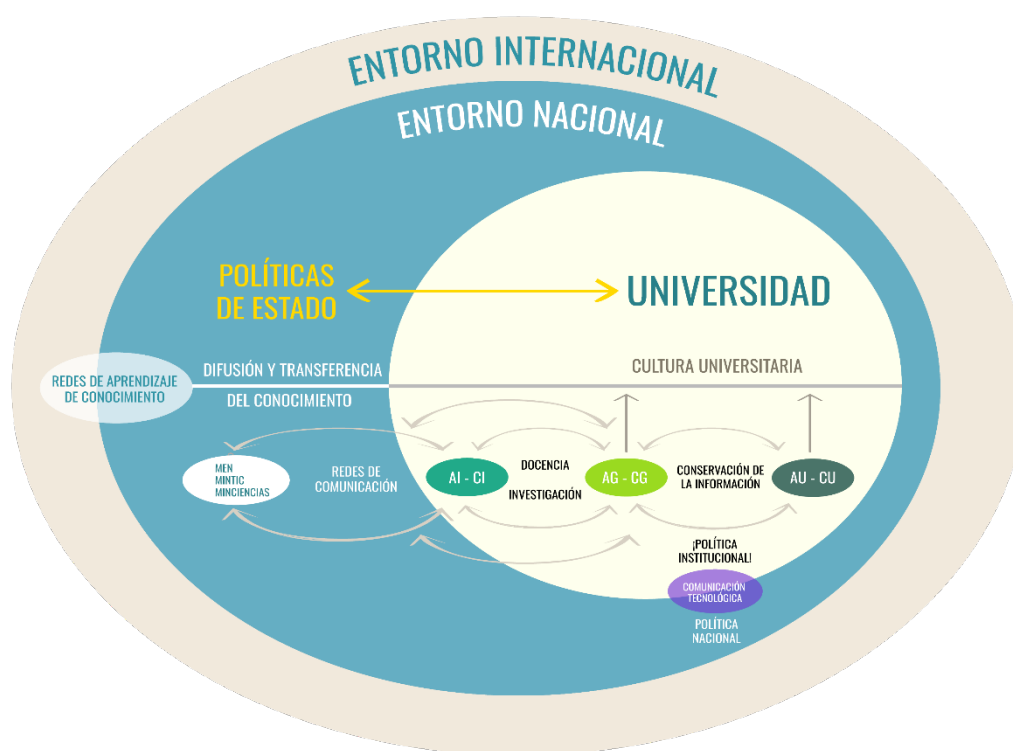 ENTORNO INTERNACIONAL
ENTORNO NACIONAL
POLÍTICAS
DE ESTADO
UNIVERSIDAD
REDES DE APRENDIZAJE
DE CONOCIMIENTO
DIFUSIÓN Y TRANSFERENCIA
DEL CONOCIMIENTO
CULTURA UNIVERSITARIA
MEN
MINTIC
MINCIENCIAS
REDES DE
COMUNICACIÓN
AI - CI
DOCENCIA
INVESTIGACIÓN
AG - CG
CONSERVACIÓN DE
LA INFORMACIÓN
AU - CU
¡POLÍTICA
INSTITUCIONAL!
COMUNICACIÓN
TECNOLÓGICA
POLÍTICA
NACIONAL